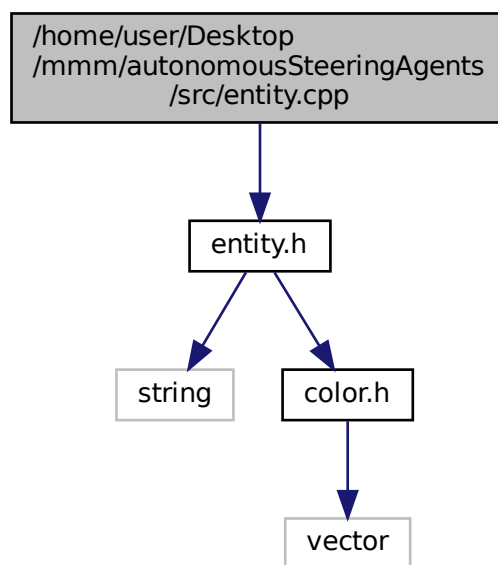 /home/user/Desktop
/mmm/autonomousSteeringAgents
/src/entity.cpp
entity.h
string
color.h
vector